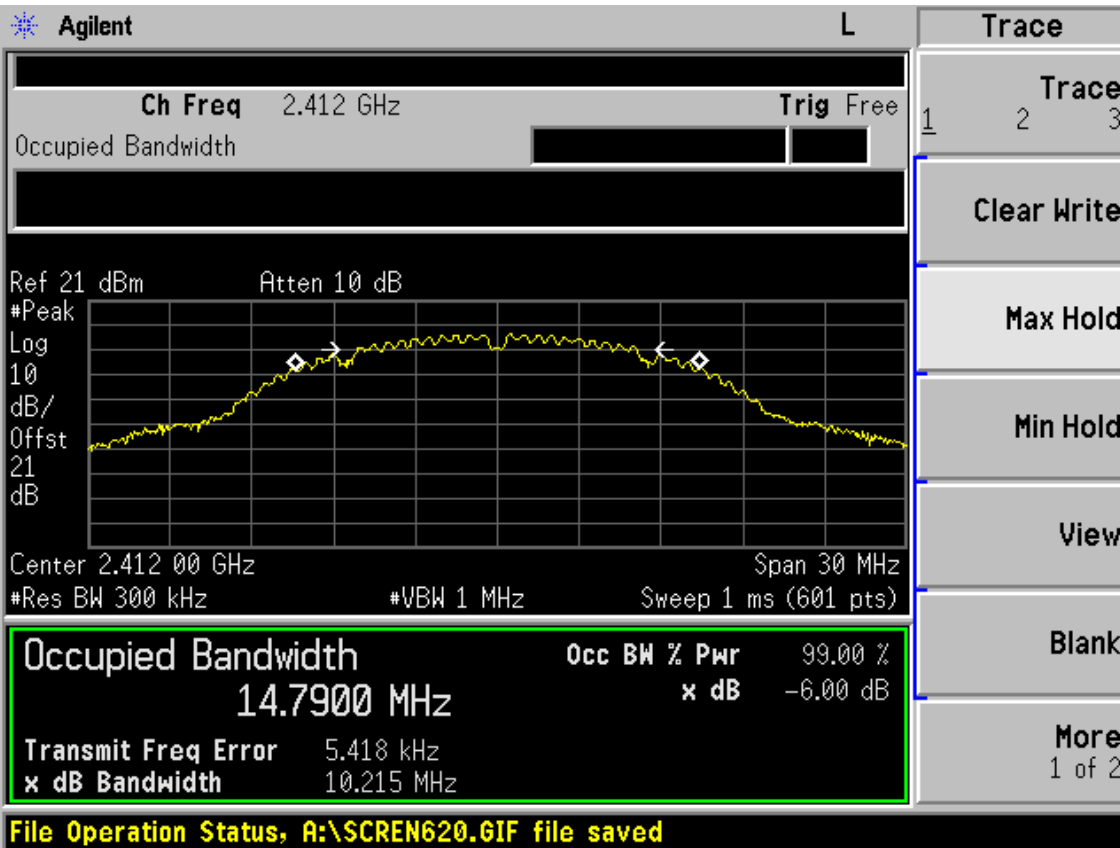 Agilent L Trace
Ch Freq 2.412 GHz Trig Free
Occupied Bandwidth
Trace
1 2 3
Clear Write
Max Hold
Min Hold
View
Blank
More
1 of 2
Ref 21 dBm Atten 10 dB
#Peak
Log
10
dB/
Offst
21
dB
Center 2.412 00 GHz Span 30 MHz
#Res BW 300 kHz #VBW 1 MHz Sweep 1 ms (601 pts)
Occupied Bandwidth Occ BW % Pwr 99.00 %
14.7900 MHz x dB -6.00 dB
Transmit Freq Error 5.418 kHz
x dB Bandwidth 10.215 MHz
File Operation Status, A:\SCREN620.GIF file saved